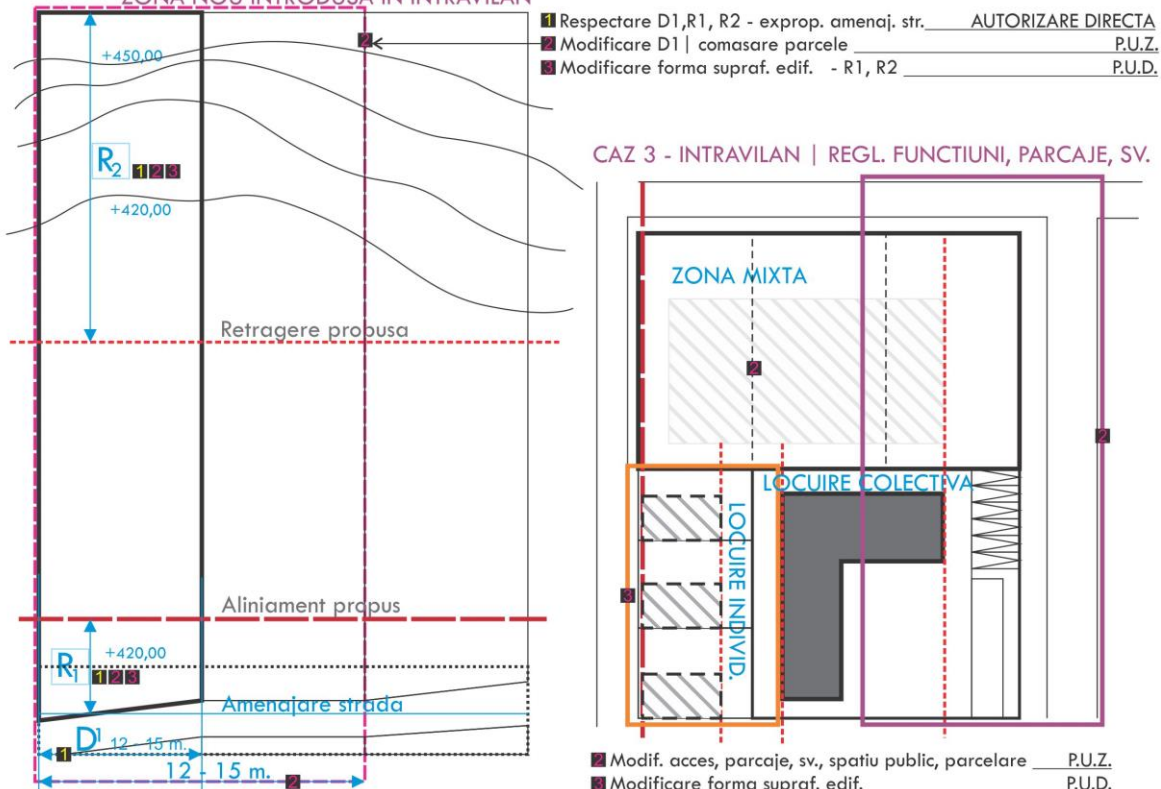 ZONA NOU INTRODUSA IN INTRAVILAN
1 Respectare D1,R1, R2 - exprop. amenaj. str. AUTORIZARE DIRECTA
2 Modificare D1 | comasare parcele P.U.Z.
3 Modificare forma supraf. edif. - R1, R2 P.U.D.
2
+450,00
R2 1 2 3
+420,00
Retragere probusa
Aliniament propus
+420,00
R1 1 2 3
Amenajare strada
D1 12 - 15 m.
1
12 - 15 m.
2
CAZ 3 - INTRAVILAN | REGL. FUNCTIUNI, PARCAJE, SV.
ZONA MIXTA
2
2
LOCUIRE COLECTIVA
LOCUIRE INDIVID.
3
2 Modif. acces, parcaje, sv., spatiu public, parcelare P.U.Z.
3 Modificare forma supraf. edif. P.U.D.